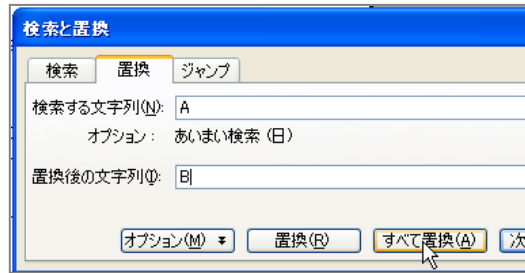 検索と置換
検索 置換 ジャンプ
検索する文字列(N): A
オプション: あいまい検索 (日)
置換後の文字列(I): B
オプション(M) 置換(R) すべて置換(A) 次